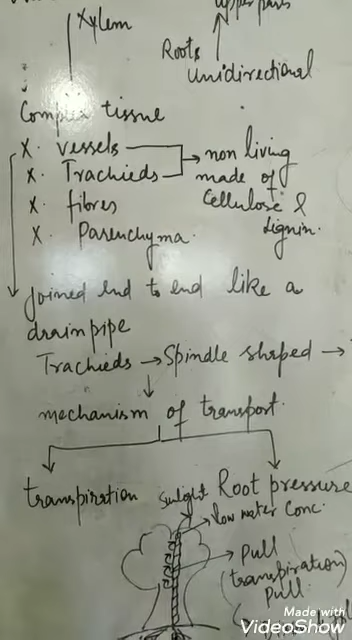 upper parts
Xylem
Roots
Unidirectional
Complex tissue
X. vessels
X. Trachieds
non living
made of
Cellulose &
Lignin.
X. fibres
X. Parenchyma.
Joined end to end like a
drain pipe
Trachieds → Spindle shaped →
mechanism of transport.
transpiration
Sunlight
Root pressure
low water conc.
Pull
(transpiration
Pull.
Made with
VideoShow